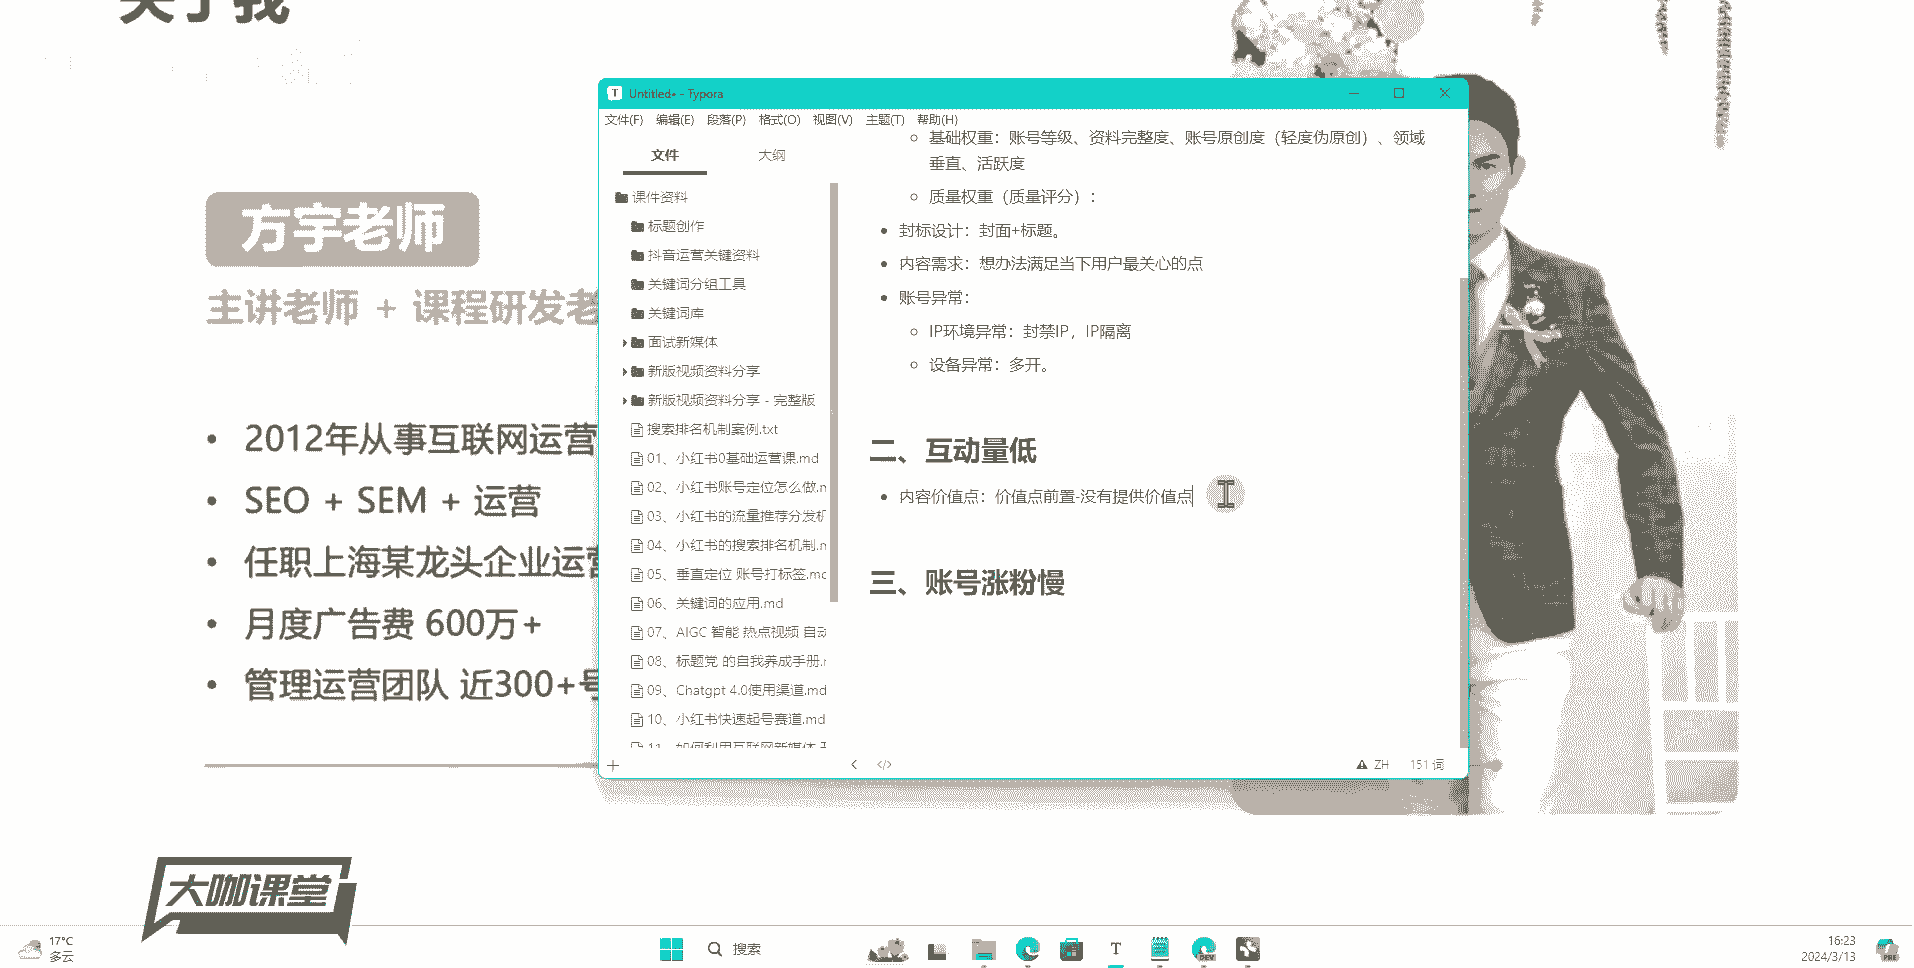 关于我
方宇老师
主讲老师 + 课程研发老
2012年从事互联网运营
SEO + SEM + 运营
任职上海某龙头企业运营
月度广告费 600万+
管理运营团队 近300+号
大咖课堂
Untitled• - Typora
文件(F) 编辑(E) 段落(P) 格式(O) 视图(V) 主题(T) 帮助(H)
文件 大纲
课件资料
标题创作
抖音运营关键资料
关键词分组工具
关键词库
面试新媒体
新版视频资料分享
新版视频资料分享 - 完整版
搜索排名机制案例.txt
01、小红书0基础运营课.md
02、小红书账号定位怎么做.m
03、小红书的流量推荐分发机
04、小红书的搜索排名机制.m
05、垂直定位 账号打标签.md
06、关键词的应用.md
07、AIGC 智能 热点视频 自动
08、标题党 的自我养成手册.m
09、Chatgpt 4.0使用渠道.md
10、小红书快速起号赛道.md
11、如何利用互联网新媒体
基础权重：账号等级、资料完整度、账号原创度（轻度伪原创）、领域
垂直、活跃度
质量权重（质量评分）：
封标设计：封面+标题。
内容需求：想办法满足当下用户最关心的点
账号异常：
IP环境异常：封禁IP，IP隔离
设备异常：多开。
二、互动量低
内容价值点：价值点前置-没有提供价值点
三、账号涨粉慢
ZH 151 词
17°C
多云
搜索
T
DEV
16:23
2024/3/13
PRE